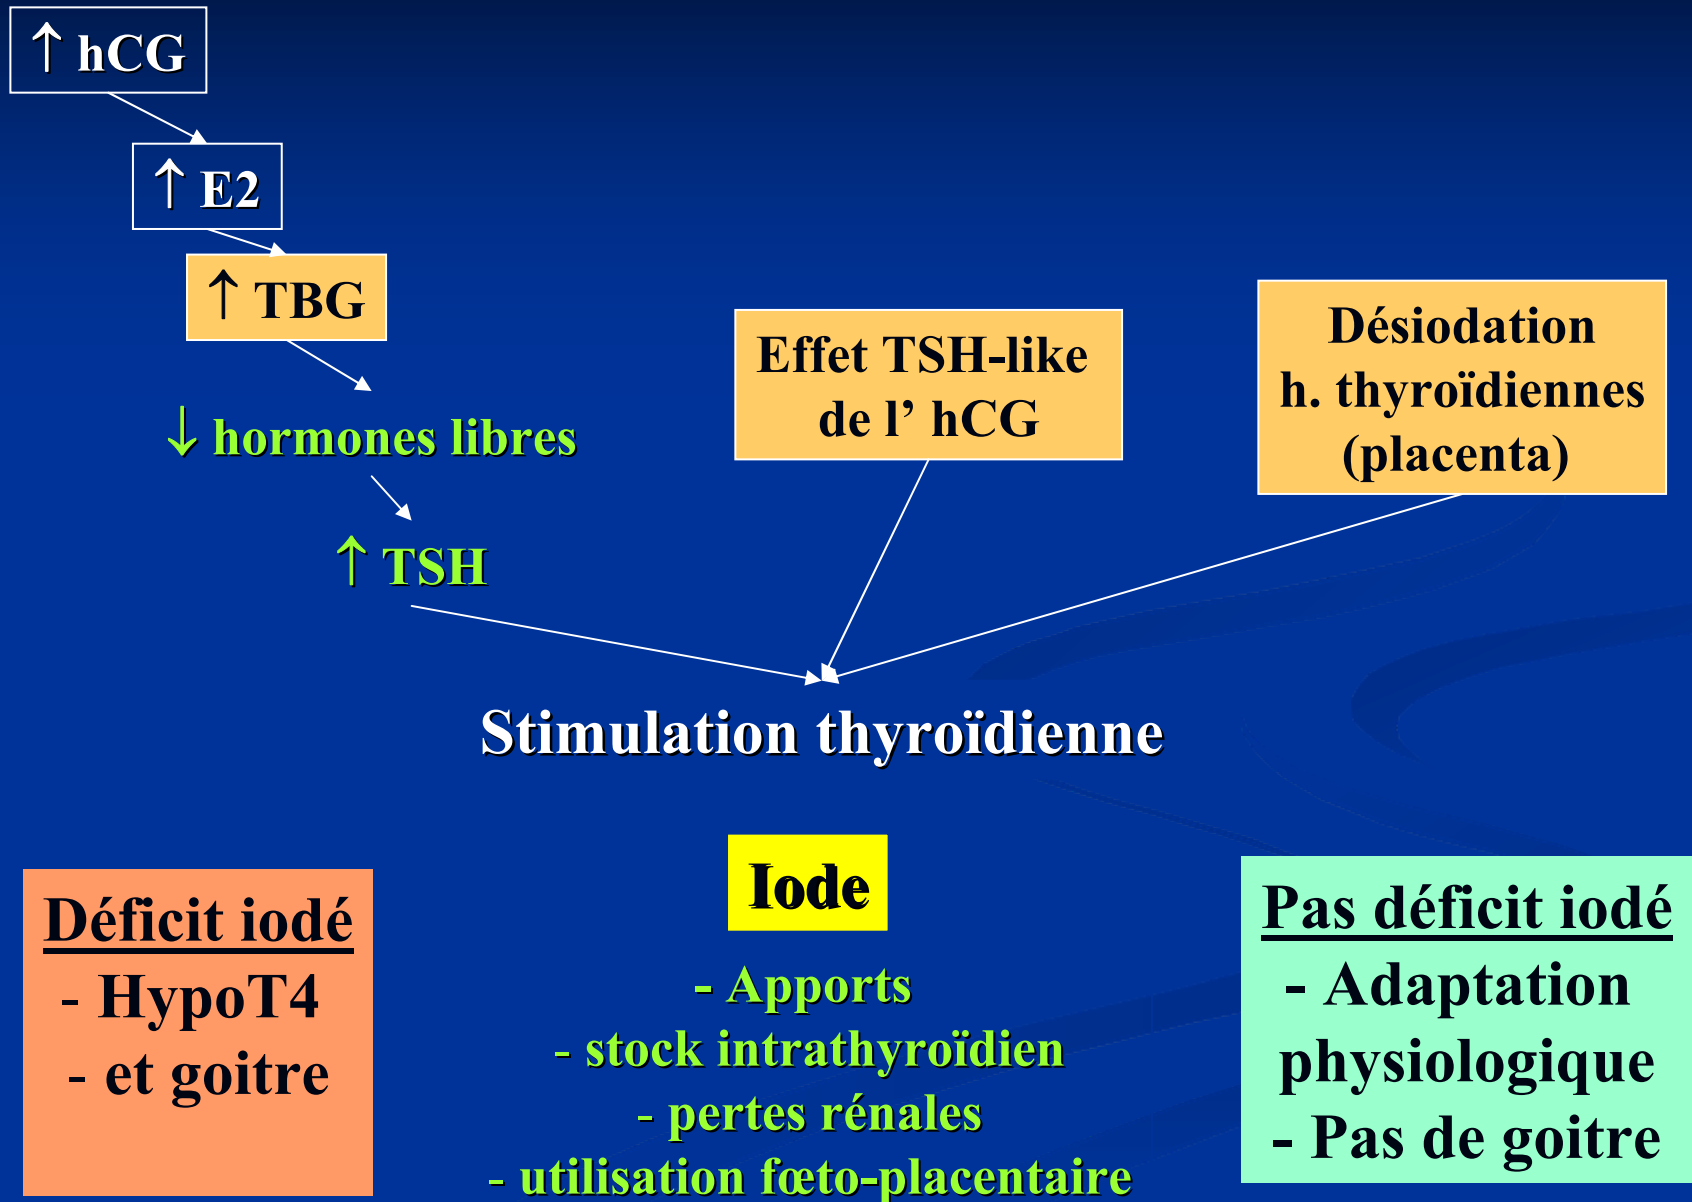 ↑ hCG
↑ E2
↑ TBG
↓ hormones libres
↑ TSH
Effet TSH-like
de l’ hCG
Désiodation
h. thyroïdiennes
(placenta)
Stimulation thyroïdienne
Déficit iodé
- HypoT4
- et goitre
Iode
- Apports
- stock intrathyroïdien
- pertes rénales
- utilisation fœto-placentaire
Pas déficit iodé
- Adaptation
physiologique
- Pas de goitre